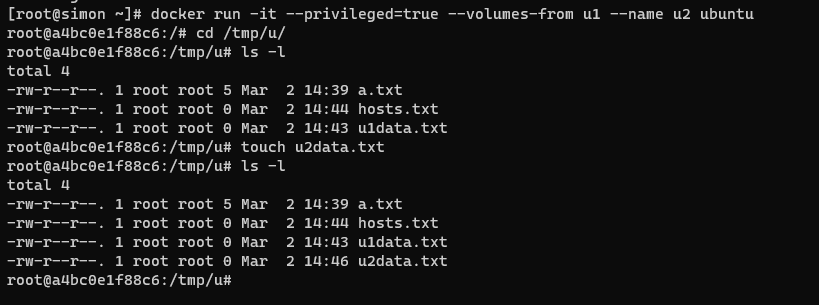 [root@simon ~]# docker run -it --privileged=true --volumes-from u1 --name u2 ubuntu
root@a4bc0e1f88c6:/# cd /tmp/u/
root@a4bc0e1f88c6:/tmp/u# ls -l
total 4
-rw-r--r--. 1 root root 5 Mar  2 14:39 a.txt
-rw-r--r--. 1 root root 0 Mar  2 14:44 hosts.txt
-rw-r--r--. 1 root root 0 Mar  2 14:43 u1data.txt
root@a4bc0e1f88c6:/tmp/u# touch u2data.txt
root@a4bc0e1f88c6:/tmp/u# ls -l
total 4
-rw-r--r--. 1 root root 5 Mar  2 14:39 a.txt
-rw-r--r--. 1 root root 0 Mar  2 14:44 hosts.txt
-rw-r--r--. 1 root root 0 Mar  2 14:43 u1data.txt
-rw-r--r--. 1 root root 0 Mar  2 14:46 u2data.txt
root@a4bc0e1f88c6:/tmp/u#